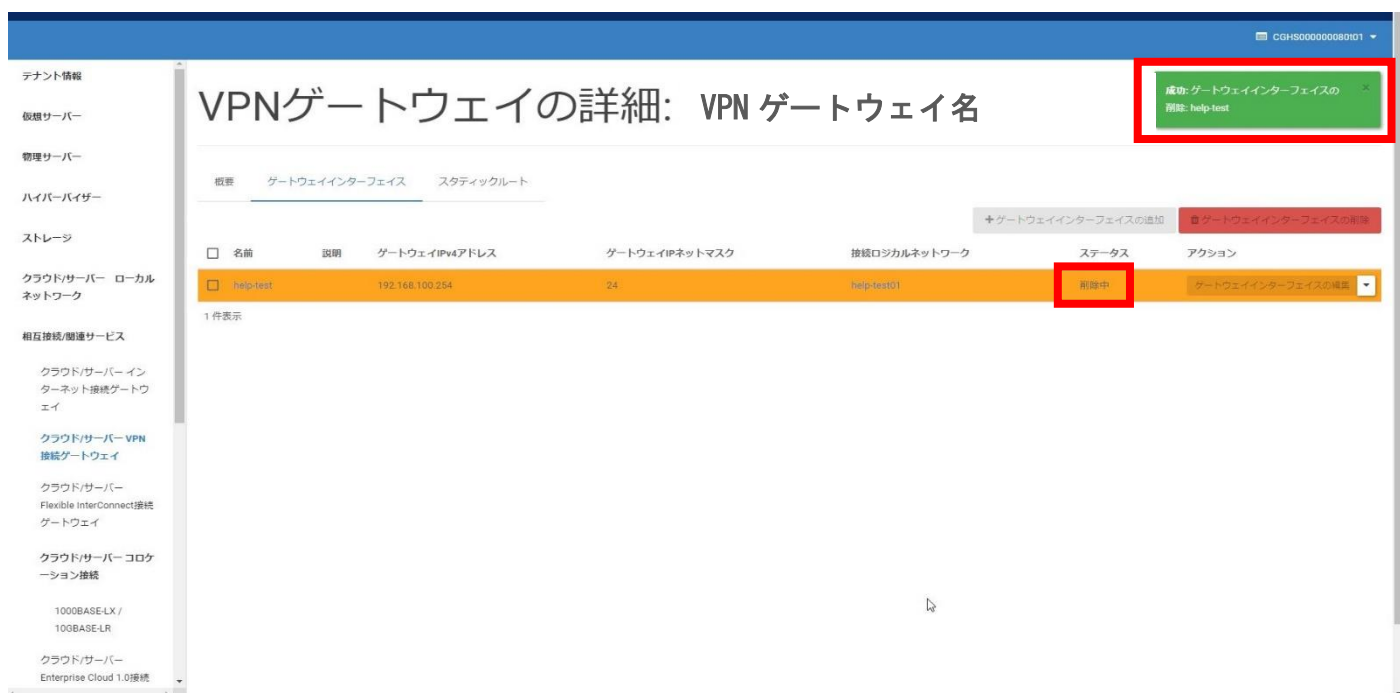 CGHS000000080101
テナント情報
仮想サーバー
物理サーバー
ハイパーバイザー
ストレージ
クラウド/サーバー ローカル
ネットワーク
相互接続/関連サービス
クラウド/サーバー イン
ターネット接続ゲートウ
ェイ
クラウド/サーバー VPN
接続ゲートウェイ
クラウド/サーバー
Flexible InterConnect接続
ゲートウェイ
クラウド/サーバー コロケ
ーション接続
1000BASE-LX /
10GBASE-LR
クラウド/サーバー
Enterprise Cloud 1.0接続
VPNゲートウェイの詳細: VPN ゲートウェイ名
成功: ゲートウェイインターフェイスの ×
削除: help-test
概要 ゲートウェイインターフェイス スタティックルート
+ゲートウェイインターフェイスの追加 ゲートウェイインターフェイスの削除
名前 説明 ゲートウェイIPv4アドレス ゲートウェイIPネットマスク 接続ロジカルネットワーク ステータス アクション
help-test 192.168.100.254 24 help-test01 削除中 ゲートウェイインターフェイスの編集
1 件表示